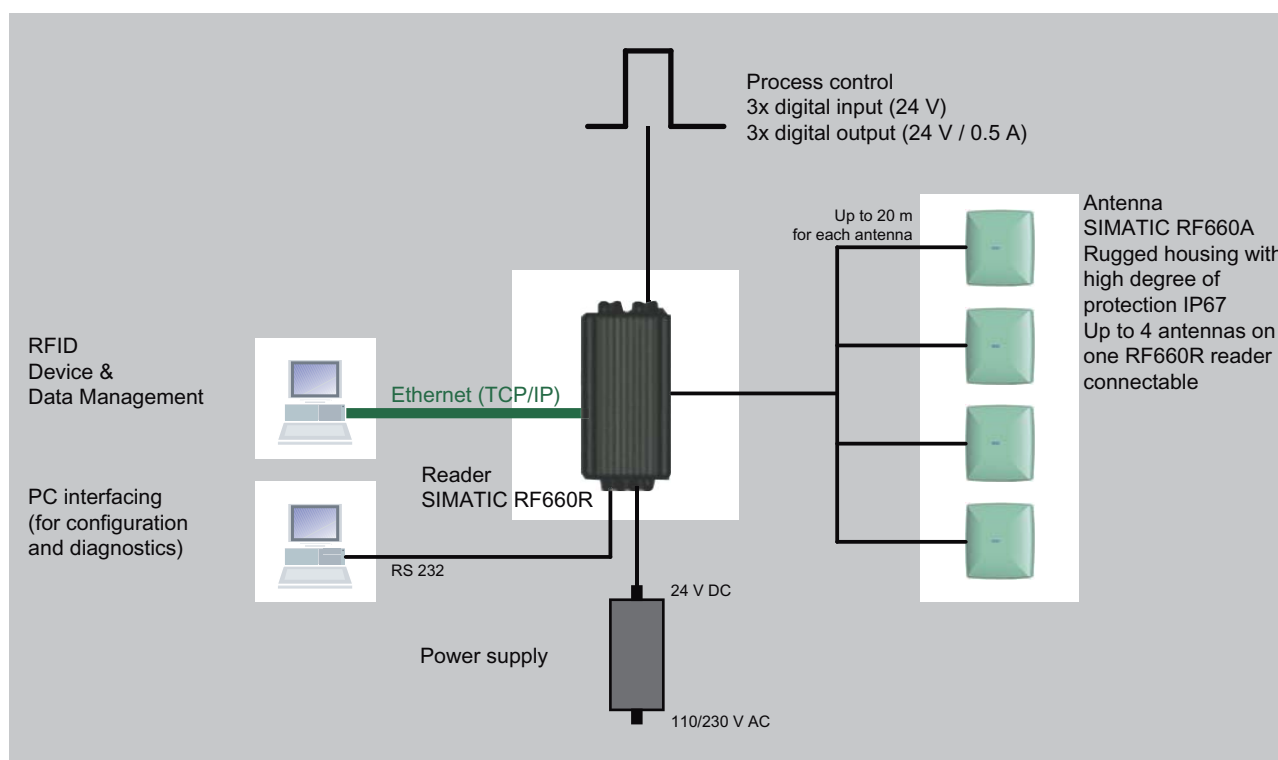 Process control
3x digital input (24 V)
3x digital output (24 V / 0.5 A)
Up to 20 m
for each antenna
Antenna
SIMATIC RF660A
Rugged housing with
high degree of
protection IP67
Up to 4 antennas on
one RF660R reader
connectable
RFID
Device &
Data Management
Ethernet (TCP/IP)
Reader
SIMATIC RF660R
PC interfacing
(for configuration
and diagnostics)
RS 232
24 V DC
Power supply
110/230 V AC